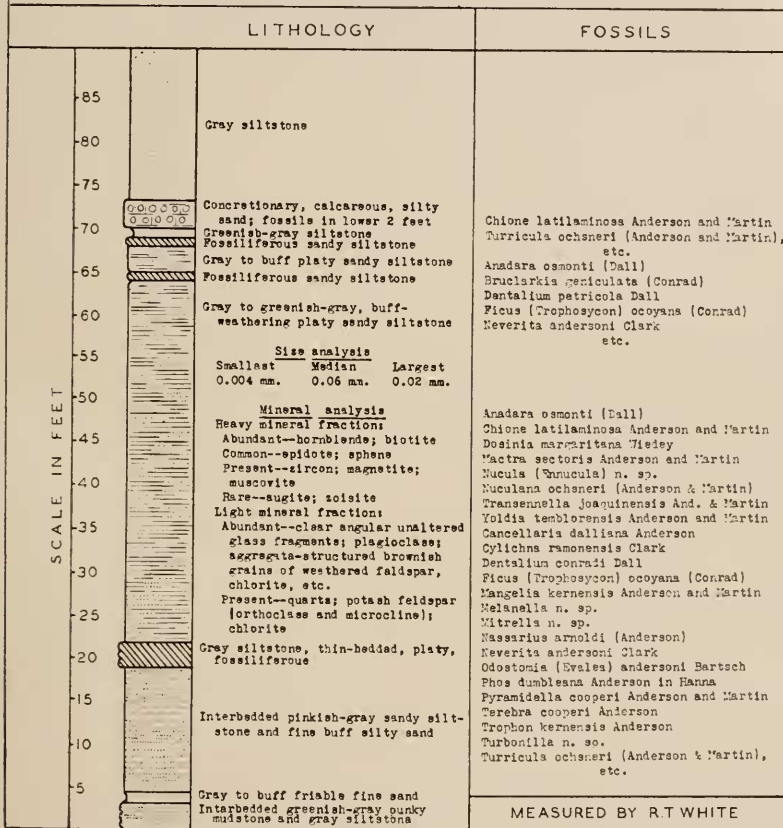 LITHOLOGY
FOSSILS
SCALE IN FEET
85
80
75
70
65
60
55
50
45
40
35
30
25
20
15
10
5
Gray siltstone
Concretionary, calcareous, silty
sand; fossils in lower 2 feet
Greenish-gray siltstone
Fossiliferous sandy siltstone
Gray to buff platy sandy siltstone
Fossiliferous sandy siltstone
Gray to greenish-gray, buff-
weathering platy sandy siltstone
Size analysis
Smallest Median Largest
0.004 mm. 0.06 mm. 0.02 mm.
Mineral analysis
Heavy mineral fraction:
Abundant--hornblende; biotite
Common--epidote; sphene
Present--zircon; magnetite;
muscovite
Rare--augite; zoisite
Light mineral fraction:
Abundant--clear angular unaltered
glass fragments; plagioclase;
aggregate-structured brownish
grains of weathered feldspar,
chlorite, etc.
Present--quartz; potash feldspar
(orthoclase and microcline);
chlorite
Gray siltstone, thin-bedded, platy,
fossiliferous
Interbedded pinkish-gray sandy silt-
stone and fine buff silty sand
Gray to buff friable fine sand
Interbedded greenish-gray punky
mudstone and gray siltstone
Chione latilaminosa Anderson and Martin
Turricula ochsneri (Anderson and Martin),
etc.
Anadara osmonti (Dall)
Bruclarkia geniculata (Conrad)
Dentalium petricola Dall
Ficus (Trophosycon) ocoyana (Conrad)
Neverita andersoni Clark
etc.
Anadara osmonti (Dall)
Chione latilaminosa Anderson and Martin
Dosinia margaritana Wiedey
Mactra sectoris Anderson and Martin
Nucula (Ennucula) n. sp.
Nuculana ochsneri (Anderson & Martin)
Transennella joaquinensis And. & Martin
Yoldia temblorensis Anderson and Martin
Cancellaria dalliana Anderson
Cylichna ramonensis Clark
Dentalium conradi Dall
Ficus (Trophosycon) ocoyana (Conrad)
Mangelia kernensis Anderson and Martin
Melanella n. sp.
Mitrella n. sp.
Nassarius arnoldi (Anderson)
Neverita andersoni Clark
Odostomia (Evalea) andersoni Bartsch
Phos dumbleana Anderson in Hanna
Pyramidella cooperi Anderson and Martin
Terebra cooperi Anderson
Trophon kernensis Anderson
Turbonilla n. sp.
Turricula ochsneri (Anderson & Martin),
etc.
MEASURED BY R.T WHITE